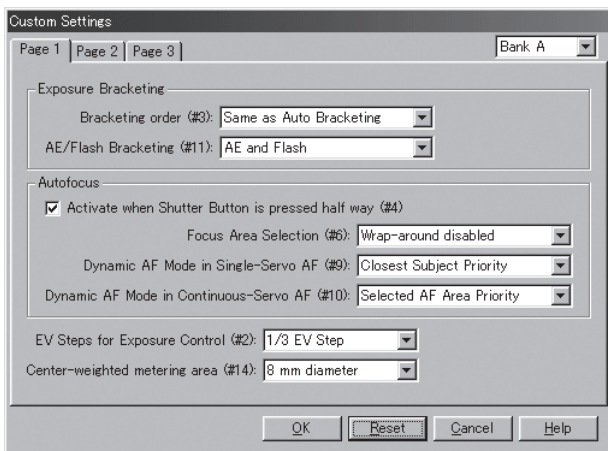 Custom Settings
Page 1 Page 2 Page 3 Bank A
Exposure Bracketing
Bracketing order (#3): Same as Auto Bracketing
AE/Flash Bracketing (#11): AE and Flash
Autofocus
Activate when Shutter Button is pressed half way (#4)
Focus Area Selection (#6): Wrap-around disabled
Dynamic AF Mode in Single-Servo AF (#9): Closest Subject Priority
Dynamic AF Mode in Continuous-Servo AF (#10): Selected AF Area Priority
EV Steps for Exposure Control (#2): 1/3 EV Step
Center-weighted metering area (#14): 8 mm diameter
OK Reset Cancel Help